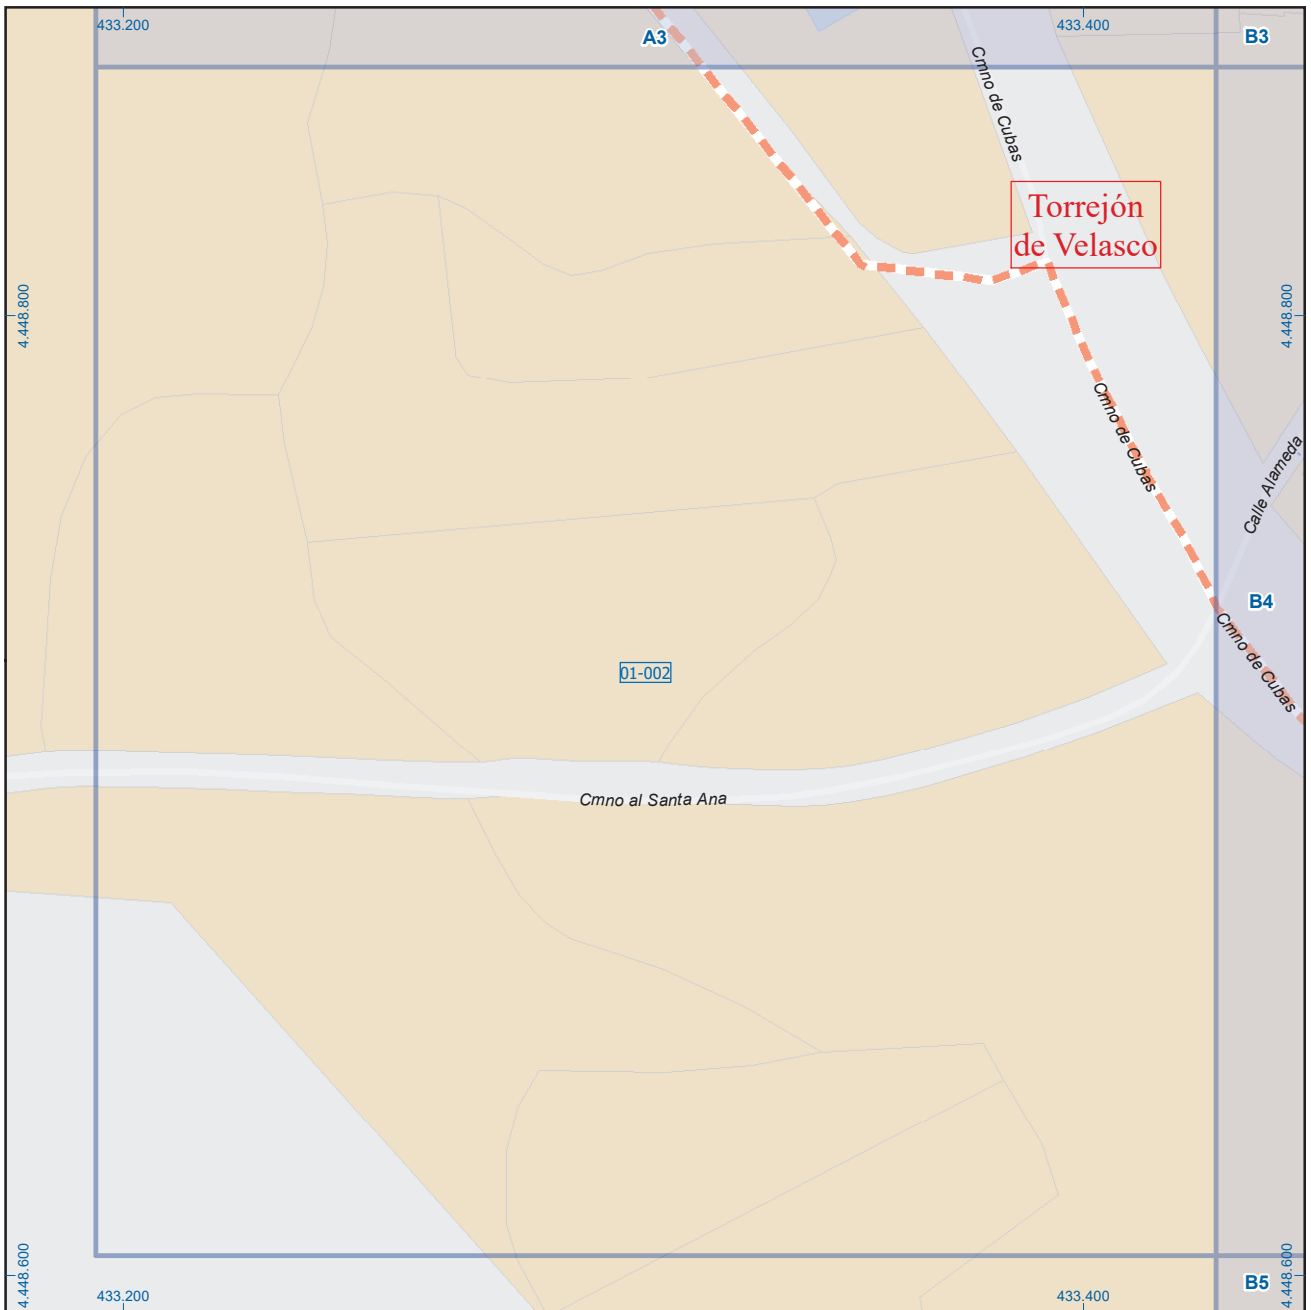 433.200
A3
433.400
B3
Cmno de Cubas
Torrejón
de Velasco
4.448.800
4.448.800
Cmno de Cubas
Calle Alameda
B4
Cmno de Cubas
01-002
Cmno al Santa Ana
4.448.600
4.448.600
B5
433.200
433.400